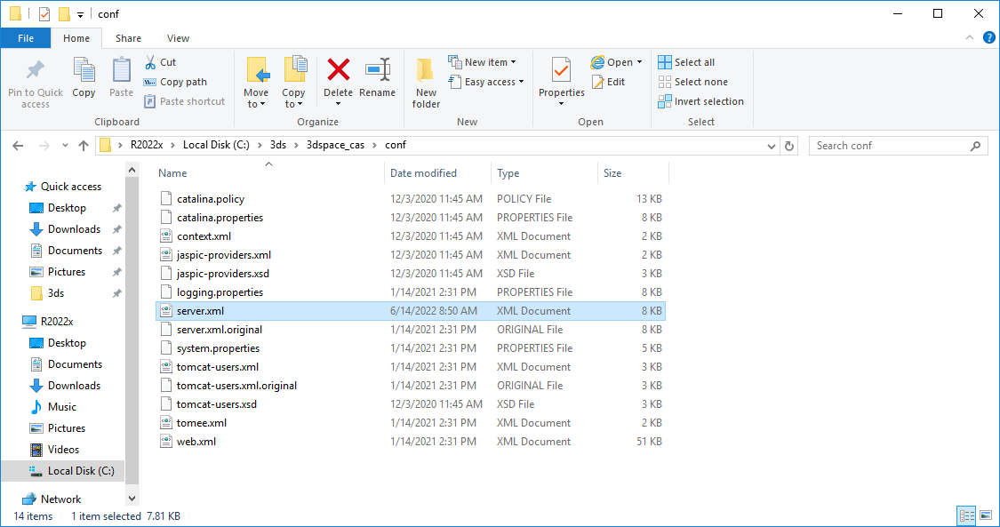 conf
File Home Share View
Pin to Quick access
Copy
Paste
Cut
Copy path
Paste shortcut
Clipboard
Move to
Copy to
Delete
Rename
Organize
New folder
New item
Easy access
New
Properties
Open
Edit
Open
Select all
Select none
Invert selection
Select
R2022x > Local Disk (C:) > 3ds > 3dspace_cas > conf
Search conf
Quick access
Desktop
Downloads
Documents
Pictures
3ds
R2022x
Desktop
Documents
Downloads
Music
Pictures
Videos
Local Disk (C:)
Network
Name Date modified Type Size
catalina.policy 12/3/2020 11:45 AM POLICY File 13 KB
catalina.properties 12/3/2020 11:45 AM PROPERTIES File 8 KB
context.xml 12/3/2020 11:45 AM XML Document 2 KB
jaspic-providers.xml 12/3/2020 11:45 AM XML Document 2 KB
jaspic-providers.xsd 12/3/2020 11:45 AM XSD File 3 KB
logging.properties 1/14/2021 2:31 PM PROPERTIES File 8 KB
server.xml 6/14/2022 8:50 AM XML Document 8 KB
server.xml.original 1/14/2021 2:31 PM ORIGINAL File 8 KB
system.properties 1/14/2021 2:31 PM PROPERTIES File 5 KB
tomcat-users.xml 1/14/2021 2:31 PM XML Document 3 KB
tomcat-users.xml.original 1/14/2021 2:31 PM ORIGINAL File 3 KB
tomcat-users.xsd 12/3/2020 11:45 AM XSD File 3 KB
tomee.xml 1/14/2021 2:31 PM XML Document 2 KB
web.xml 1/14/2021 2:31 PM XML Document 51 KB
14 items 1 item selected 7.81 KB